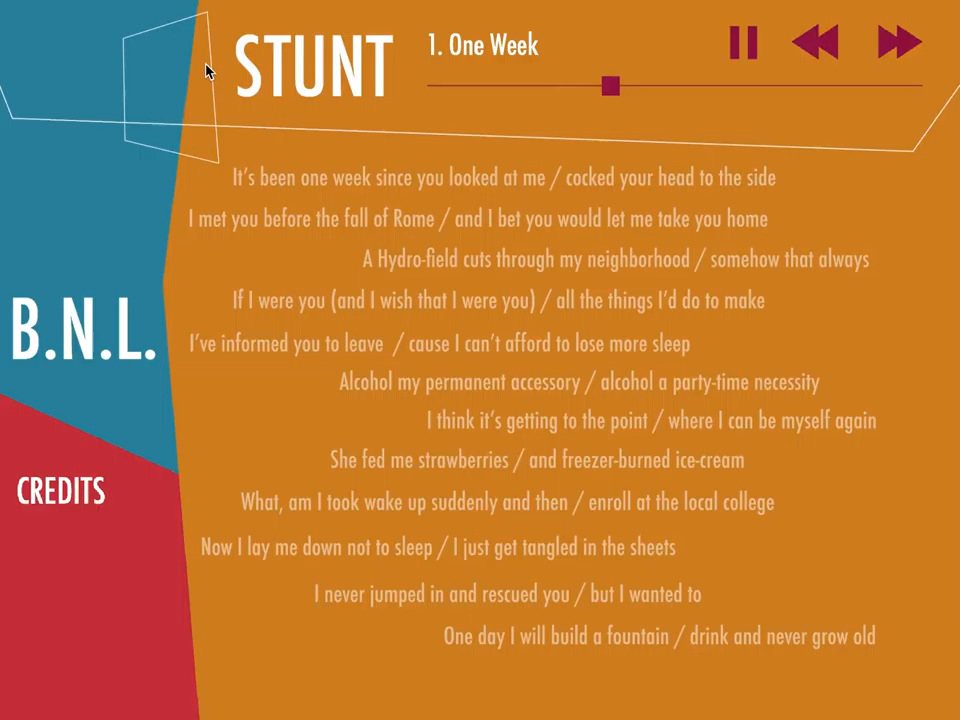 STUNT
1. One Week
It's been one week since you looked at me / cocked your head to the side
I met you before the fall of Rome / and I bet you would let me take you home
A Hydro-field cuts through my neighborhood / somehow that always
If I were you (and I wish that I were you) / all the things I'd do to make
B.N.L.
I've informed you to leave / cause I can't afford to lose more sleep
Alcohol my permanent accessory / alcohol a party-time necessity
I think it's getting to the point / where I can be myself again
She fed me strawberries / and freezer-burned ice-cream
CREDITS
What, am I took wake up suddenly and then / enroll at the local college
Now I lay me down not to sleep / I just get tangled in the sheets
I never jumped in and rescued you / but I wanted to
One day I will build a fountain / drink and never grow old